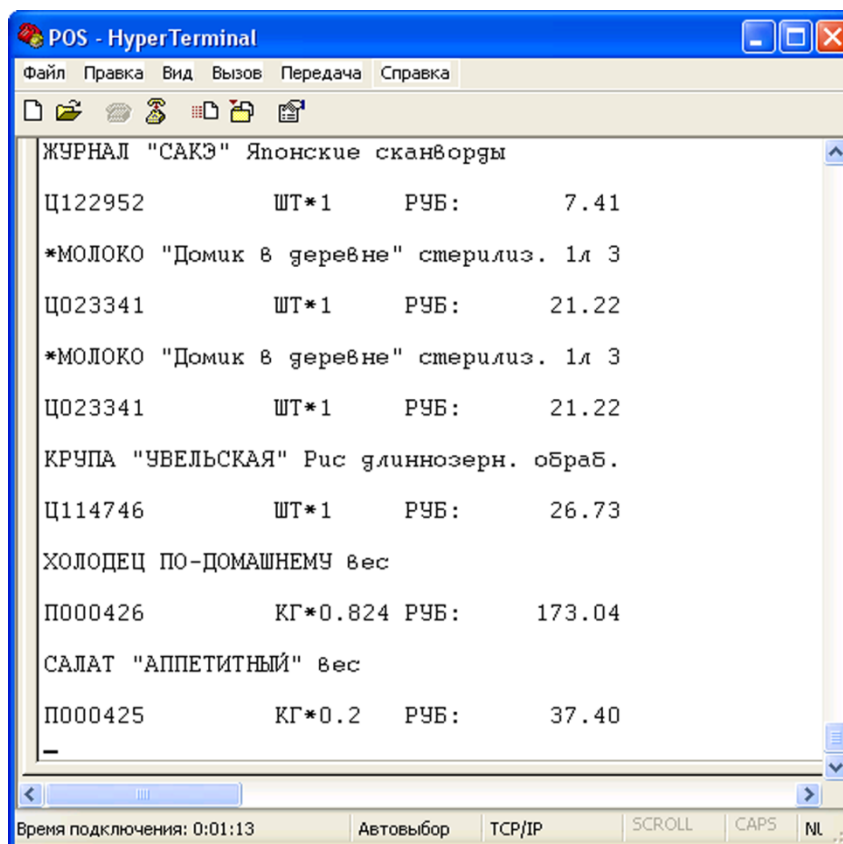 POS - HyperTerminal
Файл Правка Вид Вызов Передача Справка
ЖУРНАЛ "САКЭ" Японские сканворды
Ц122952 ШТ*1 РУБ: 7.41
*МОЛОКО "Домик в деревне" стерилиз. 1л 3
Ц023341 ШТ*1 РУБ: 21.22
*МОЛОКО "Домик в деревне" стерилиз. 1л 3
Ц023341 ШТ*1 РУБ: 21.22
КРУПА "УВЕЛЬСКАЯ" Рис длиннозерн. обраб.
Ц114746 ШТ*1 РУБ: 26.73
ХОЛОДЕЦ ПО-ДОМАШНЕМУ вес
П000426 КГ*0.824 РУБ: 173.04
САЛАТ "АППЕТИТНЫЙ" вес
П000425 КГ*0.2 РУБ: 37.40
Время подключения: 0:01:13 Автовыбор TCP/IP SCROLL CAPS